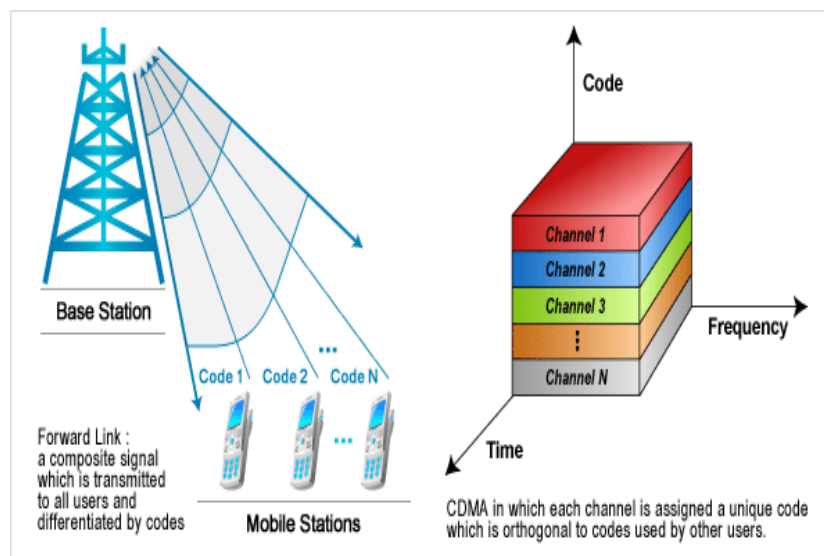 Base Station
...
Code 1 Code 2 Code N
...
Forward Link :
a composite signal
which is transmitted
to all users and
differentiated by codes
Mobile Stations
Code
Channel 1
Channel 2
Channel 3
⋮
Channel N
Frequency
Time
CDMA in which each channel is assigned a unique code
which is orthogonal to codes used by other users.